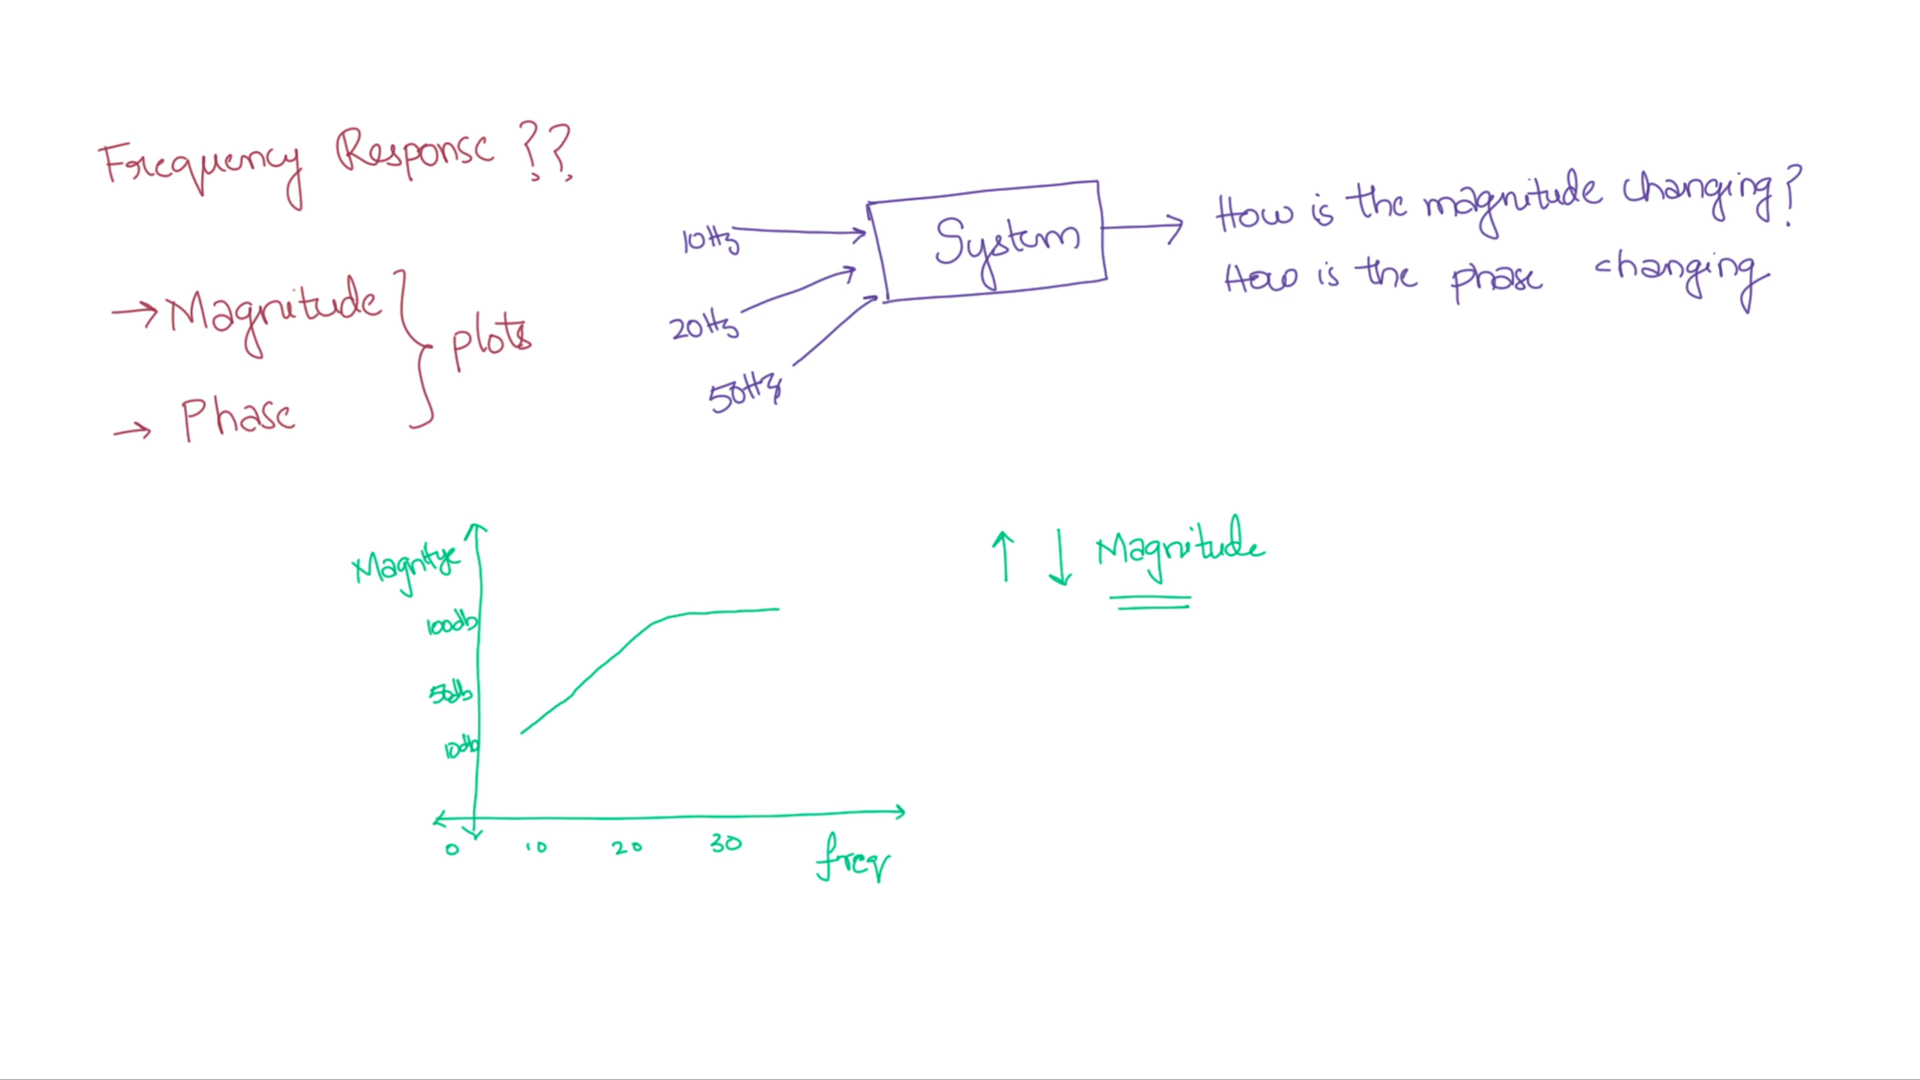 Frequency Response ??
→ Magnitude
→ Phase
plots
10Hz
20Hz
50Hz
System
How is the magnitude changing?
How is the phase changing
100db
50db
10db
0 10 20 30
freq
↑ ↓ Magnitude